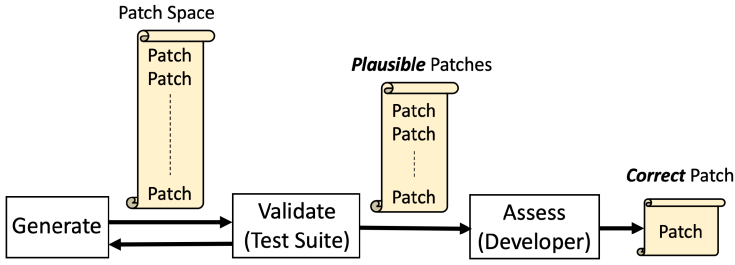 Patch Space
Patch
Patch
Patch
Plausible Patches
Patch
Patch
Patch
Correct Patch
Patch
Generate
Validate
(Test Suite)
Assess
(Developer)